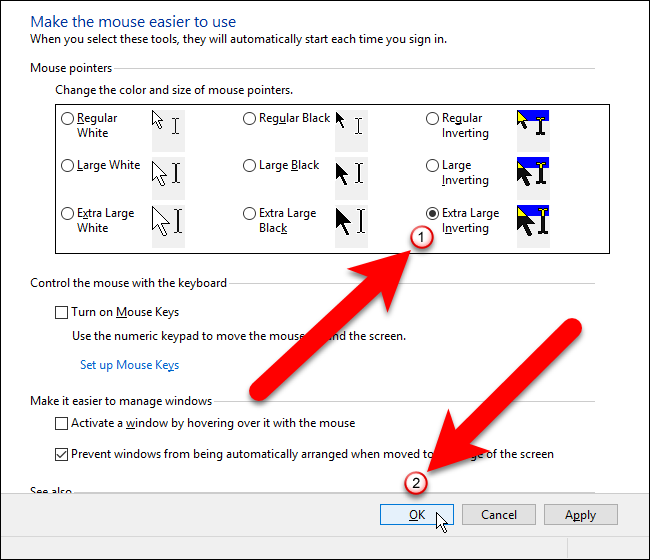 Make the mouse easier to use
When you select these tools, they will automatically start each time you sign in.
Mouse pointers
Change the color and size of mouse pointers.
Regular White
Regular Black
Regular Inverting
Large White
Large Black
Large Inverting
Extra Large White
Extra Large Black
Extra Large Inverting
1
Control the mouse with the keyboard
Turn on Mouse Keys
Use the numeric keypad to move the mouse nd the screen.
Set up Mouse Keys
Make it easier to manage windows
Activate a window by hovering over it with the mouse
Prevent windows from being automatically arranged when moved to ge of the screen
See also
2
OK
Cancel
Apply